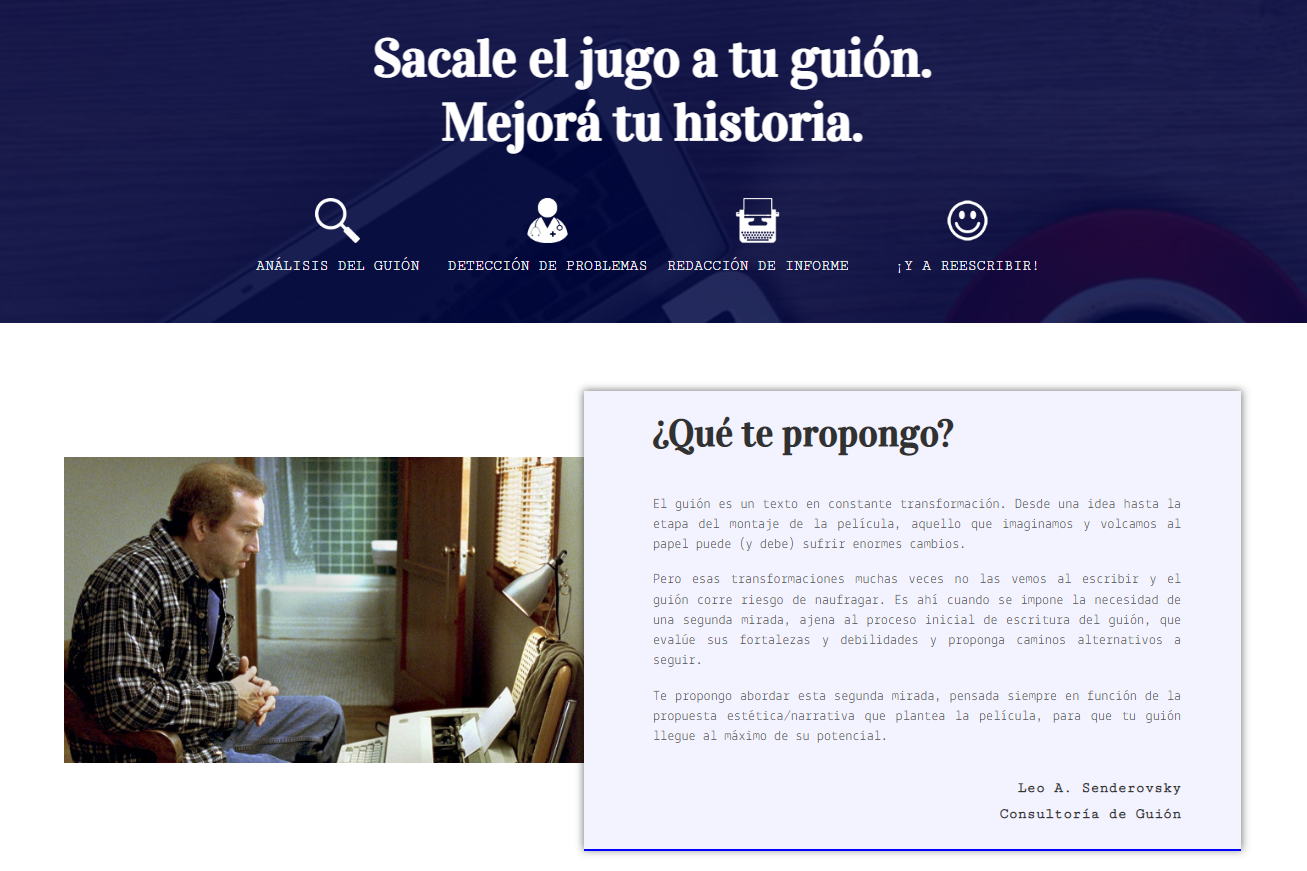 Sacale el jugo a tu guión.
Mejorá tu historia.
ANÁLISIS DEL GUIÓN
DETECCIÓN DE PROBLEMAS
REDACCIÓN DE INFORME
¡Y A REESCRIBIR!
¿Qué te propongo?
El guión es un texto en constante transformación. Desde una idea hasta la
etapa del montaje de la película, aquello que imaginamos y volcamos al
papel puede (y debe) sufrir enormes cambios.
Pero esas transformaciones muchas veces no las vemos al escribir y el
guión corre riesgo de naufragar. Es ahí cuando se impone la necesidad de
una segunda mirada, ajena al proceso inicial de escritura del guión, que
evalúe sus fortalezas y debilidades y proponga caminos alternativos a
seguir.
Te propongo abordar esta segunda mirada, pensada siempre en función de la
propuesta estética/narrativa que plantea la película, para que tu guión
llegue al máximo de su potencial.
Leo A. Senderovsky
Consultoría de Guión